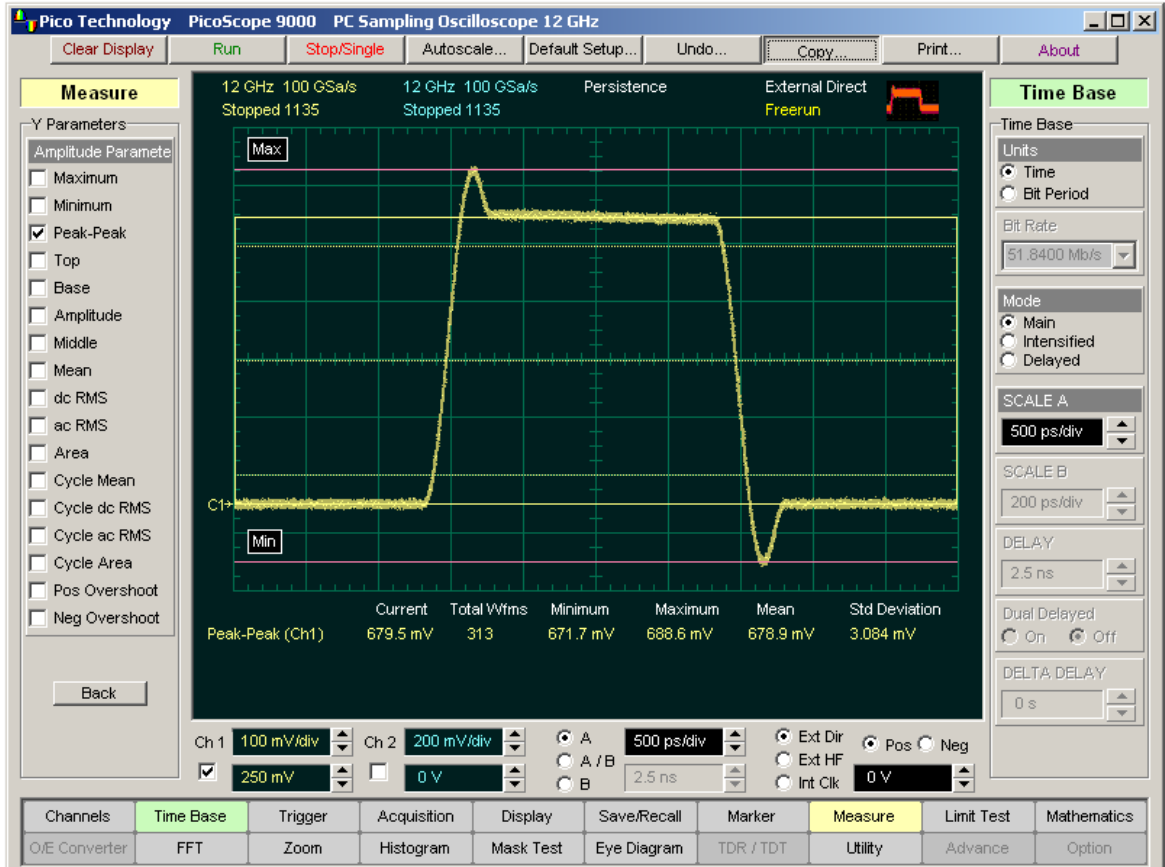 Pico Technology PicoScope 9000 PC Sampling Oscilloscope 12 GHz
Clear Display Run Stop/Single Autoscale... Default Setup... Undo... Copy... Print... About
Measure
Y Parameters
Amplitude Paramete
Maximum
Minimum
Peak-Peak
Top
Base
Amplitude
Middle
Mean
dc RMS
ac RMS
Area
Cycle Mean
Cycle dc RMS
Cycle ac RMS
Cycle Area
Pos Overshoot
Neg Overshoot
Back
12 GHz 100 GSa/s 12 GHz 100 GSa/s Persistence External Direct
Stopped 1135 Stopped 1135 Freerun
Max
C1
Min
Current Total Wfms Minimum Maximum Mean Std Deviation
Peak-Peak (Ch1) 679.5 mV 313 671.7 mV 688.6 mV 678.9 mV 3.084 mV
Time Base
Time Base
Units
Time
Bit Period
Bit Rate
51.8400 Mb/s
Mode
Main
Intensified
Delayed
SCALE A
500 ps/div
SCALE B
200 ps/div
DELAY
2.5 ns
Dual Delayed
On Off
DELTA DELAY
0 s
Ch 1 100 mV/div Ch 2 200 mV/div A 500 ps/div Ext Dir Pos Neg
A / B Ext HF
250 mV 0 V B 2.5 ns Int Clk 0 V
Channels Time Base Trigger Acquisition Display Save/Recall Marker Measure Limit Test Mathematics
O/E Converter FFT Zoom Histogram Mask Test Eye Diagram TDR / TDT Utility Advance Option